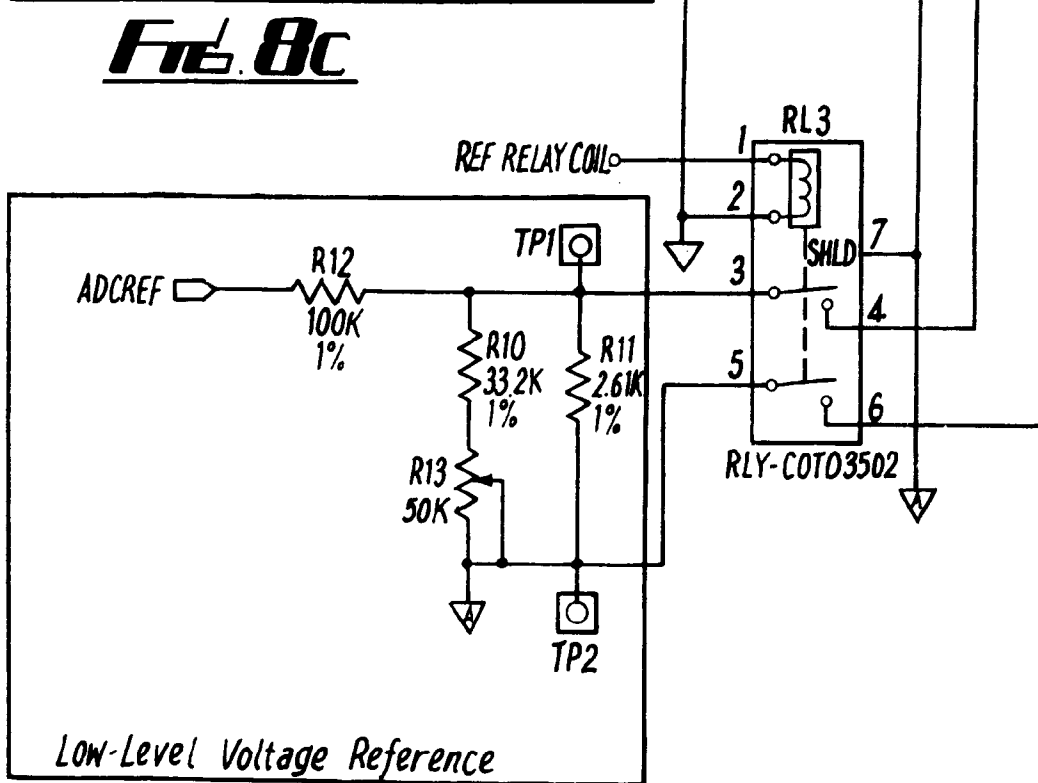 FIG. 8C
RL3
REF RELAY COIL
1
2
SHLD
7
TP1
ADCREF
R12
100K
1%
3
4
R10
33.2K
1%
R11
2.61K
1%
5
6
R13
50K
RLY-COTO3502
A
A
TP2
Low-Level Voltage Reference